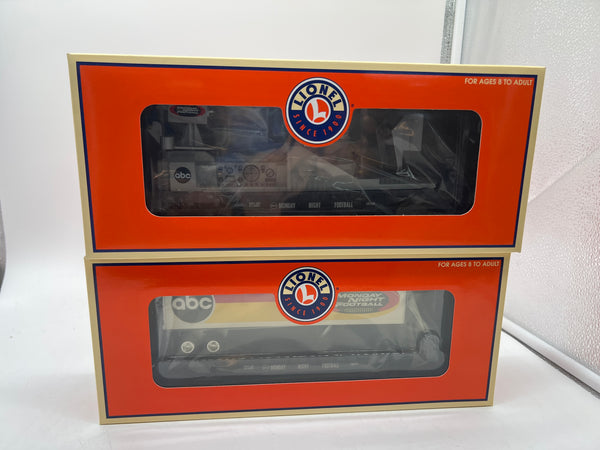 FOR AGES 8 TO ADULT
LIONEL
L
SINCE 1900
abc
MONDAY NIGHT FOOTBALL
FOR AGES 8 TO ADULT
LIONEL
L
SINCE 1900
abc
MONDAY
NIGHT
FOOTBALL
MONDAY NIGHT FOOTBALL